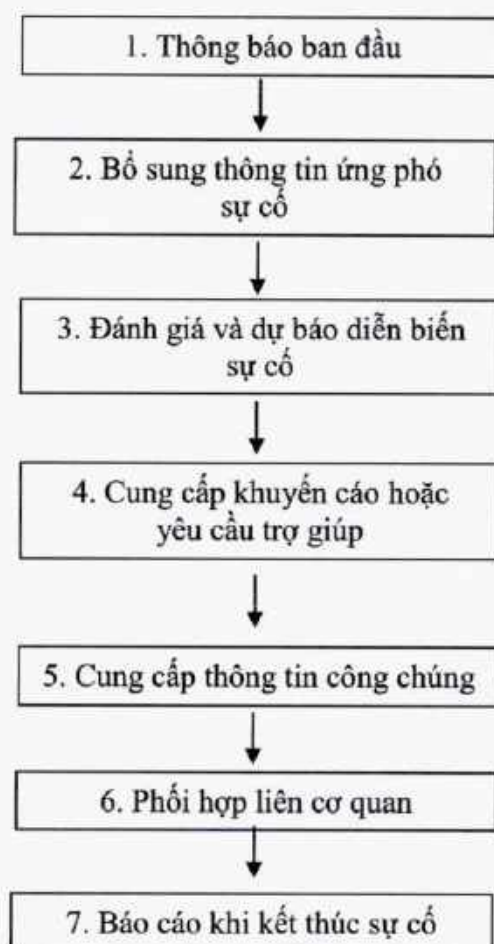 1. Thông báo ban đầu
2. Bổ sung thông tin ứng phó
sự cố
3. Đánh giá và dự báo diễn biến
sự cố
4. Cung cấp khuyến cáo hoặc
yêu cầu trợ giúp
5. Cung cấp thông tin công chúng
6. Phối hợp liên cơ quan
7. Báo cáo khi kết thúc sự cố